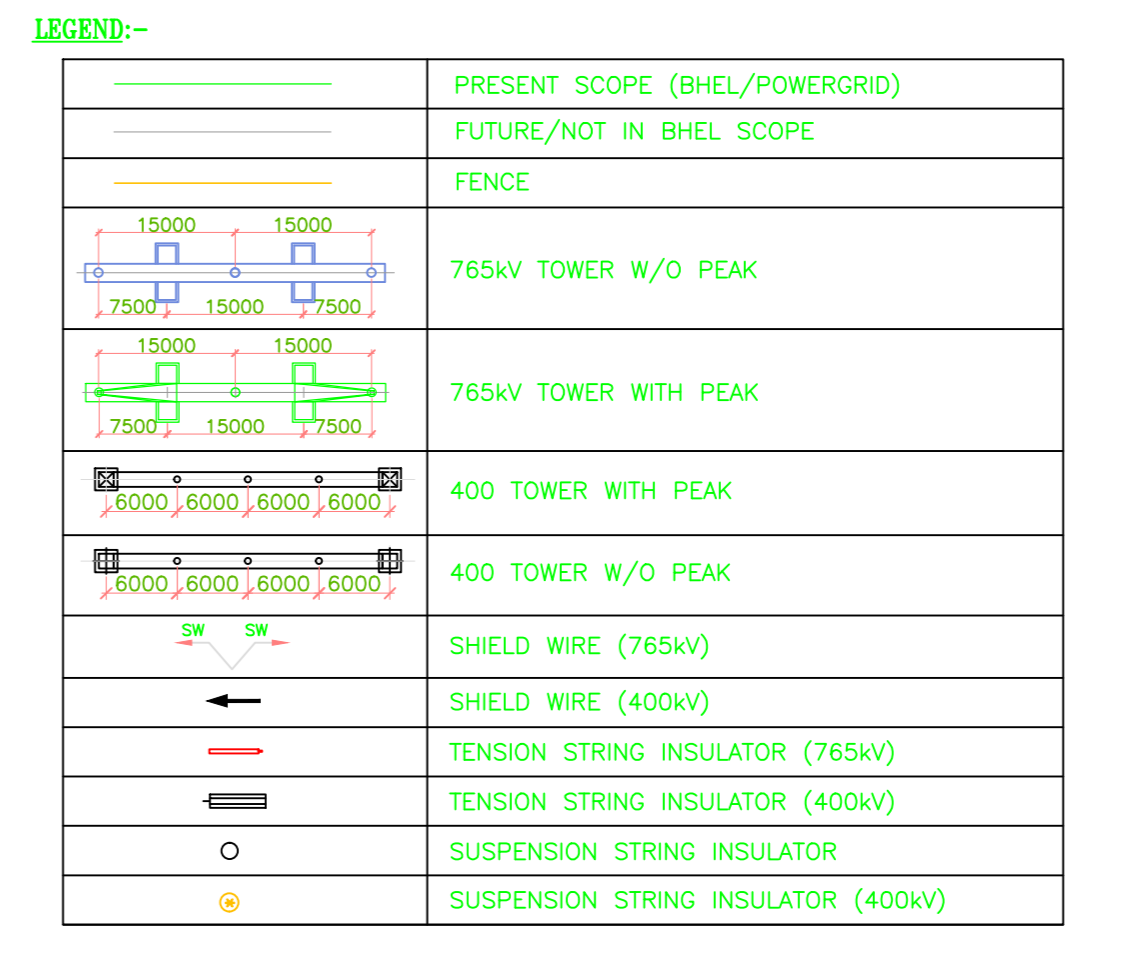 LEGEND:-
PRESENT SCOPE (BHEL/POWERGRID)
FUTURE/NOT IN BHEL SCOPE
FENCE
15000 15000
7500 15000 7500
765kV TOWER W/O PEAK
15000 15000
7500 15000 7500
765kV TOWER WITH PEAK
6000 6000 6000 6000
400 TOWER WITH PEAK
6000 6000 6000 6000
400 TOWER W/O PEAK
SW SW
SHIELD WIRE (765kV)
SHIELD WIRE (400kV)
TENSION STRING INSULATOR (765kV)
TENSION STRING INSULATOR (400kV)
SUSPENSION STRING INSULATOR
SUSPENSION STRING INSULATOR (400kV)